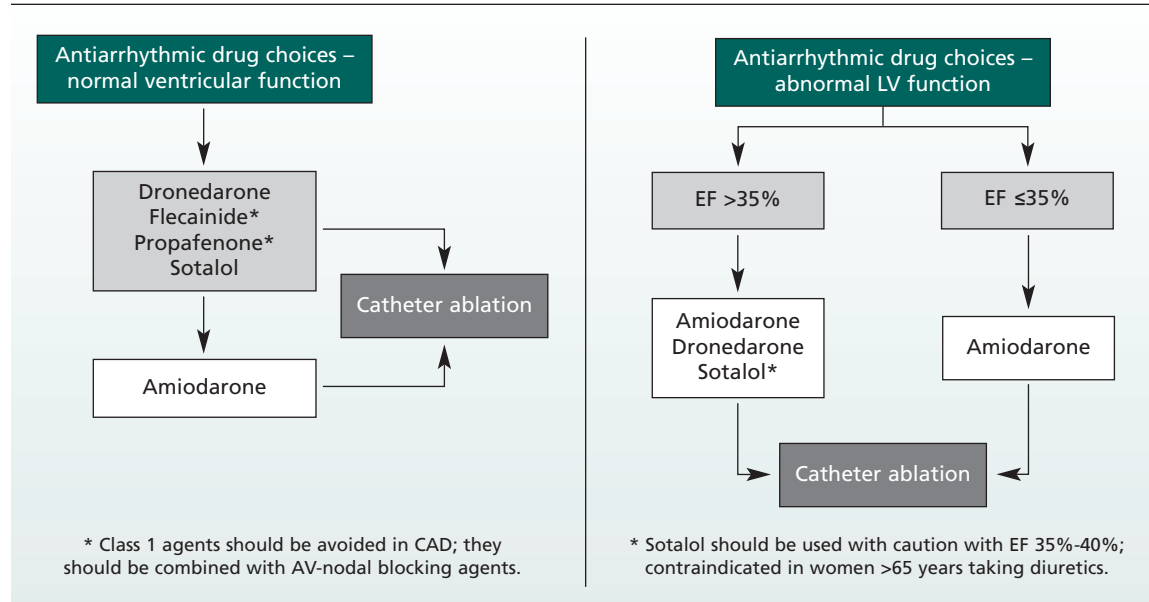 Antiarrhythmic drug choices –
normal ventricular function
Dronedarone
Flecainide*
Propafenone*
Sotalol
Catheter ablation
Amiodarone
* Class 1 agents should be avoided in CAD; they
should be combined with AV-nodal blocking agents.
Antiarrhythmic drug choices –
abnormal LV function
EF >35%
EF ≤35%
Amiodarone
Dronedarone
Sotalol*
Amiodarone
Catheter ablation
* Sotalol should be used with caution with EF 35%-40%;
contraindicated in women >65 years taking diuretics.